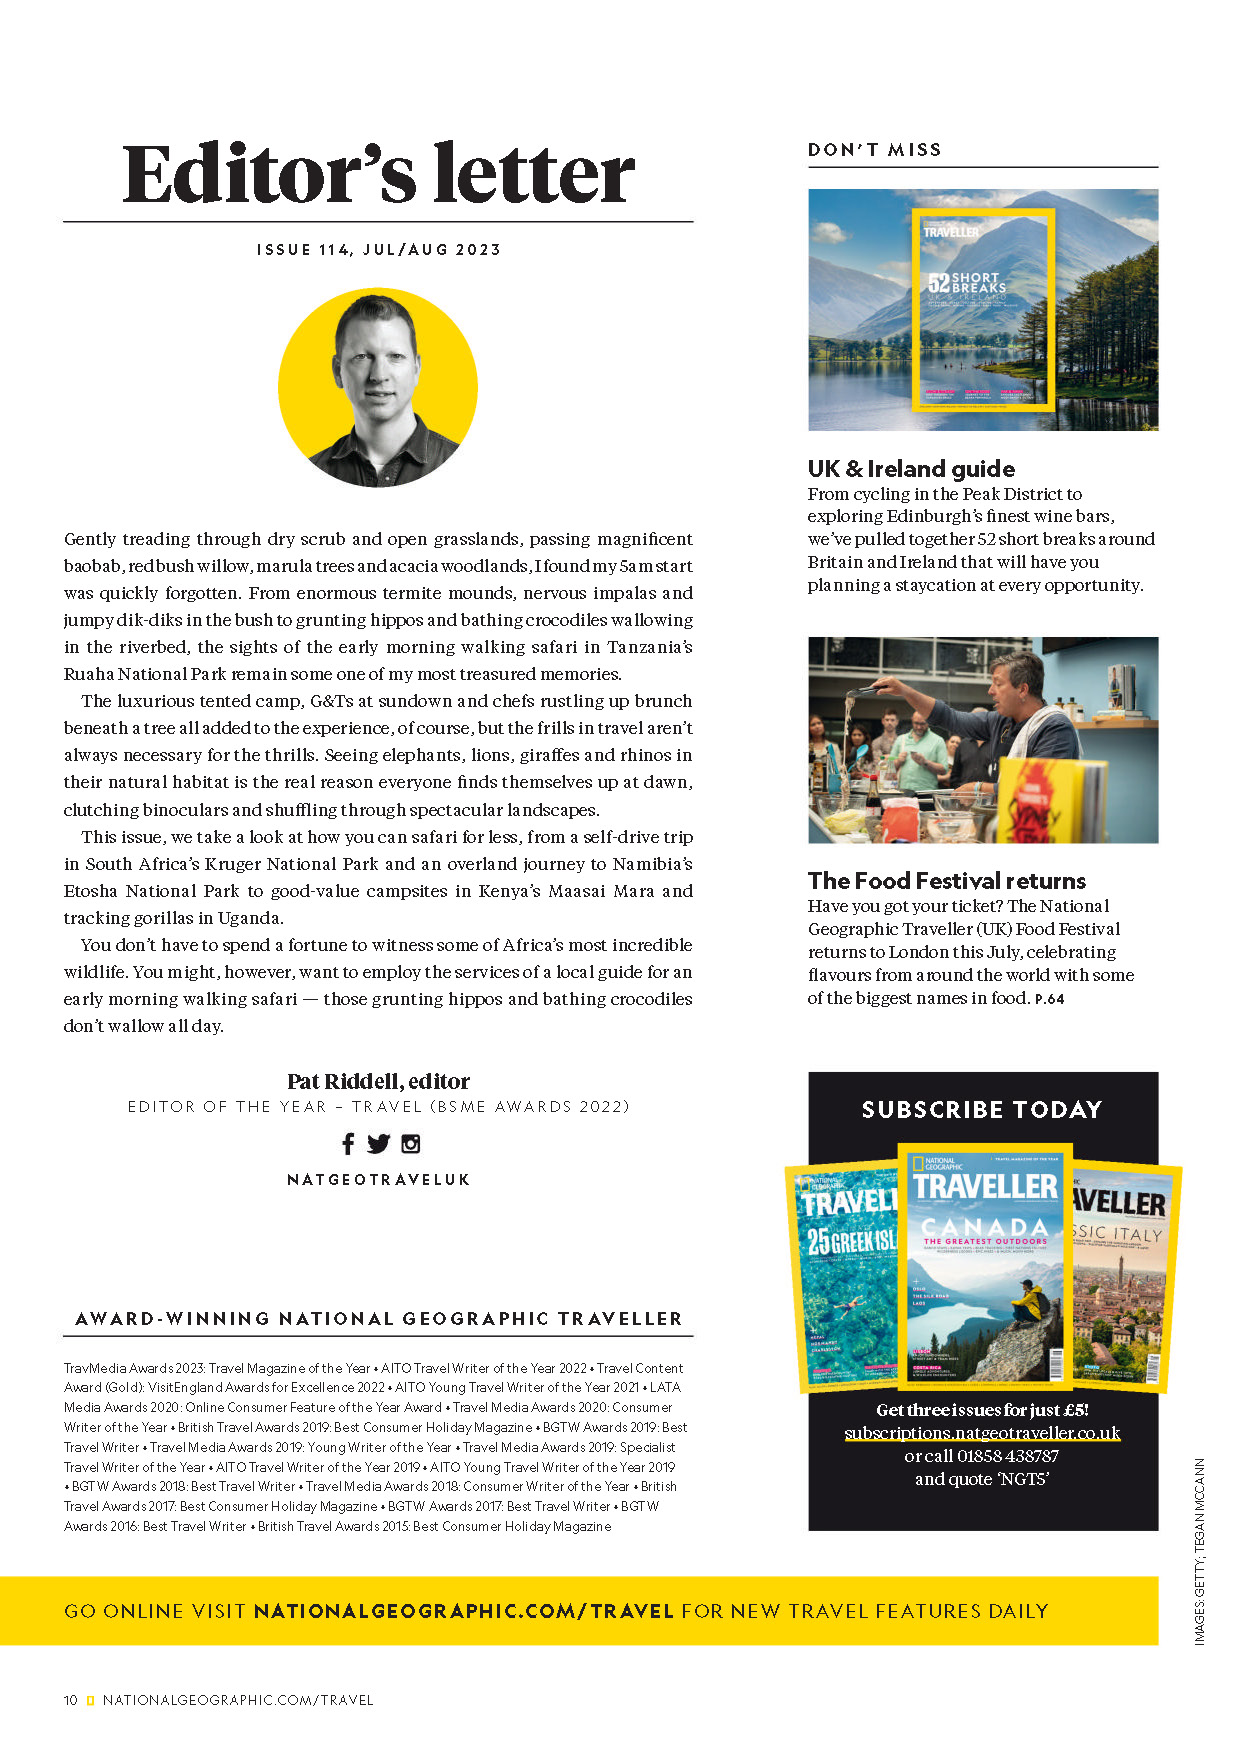 Editor's letter
ISSUE 114, JUL/AUG 2023
Gently treading through dry scrub and open grasslands, passing magnificent
baobab, red bush willow, marula trees and acacia woodlands, I found my 5am start
was quickly forgotten. From enormous termite mounds, nervous impalas and
jumpy dik-diks in the bush to grunting hippos and bathing crocodiles wallowing
in the riverbed, the sights of the early morning walking safari in Tanzania's
Ruaha National Park remain some one of my most treasured memories.
The luxurious tented camp, G&Ts at sundown and chefs rustling up brunch
beneath a tree all added to the experience, of course, but the frills in travel aren't
always necessary for the thrills. Seeing elephants, lions, giraffes and rhinos in
their natural habitat is the real reason everyone finds themselves up at dawn,
clutching binoculars and shuffling through spectacular landscapes.
This issue, we take a look at how you can safari for less, from a self-drive trip
in South Africa's Kruger National Park and an overland journey to Namibia's
Etosha National Park to good-value campsites in Kenya's Maasai Mara and
tracking gorillas in Uganda.
You don't have to spend a fortune to witness some of Africa's most incredible
wildlife. You might, however, want to employ the services of a local guide for an
early morning walking safari — those grunting hippos and bathing crocodiles
don't wallow all day.
Pat Riddell, editor
EDITOR OF THE YEAR – TRAVEL (BSME AWARDS 2022)
NATGEOTRAVELUK
AWARD-WINNING NATIONAL GEOGRAPHIC TRAVELLER
TravMedia Awards 2023: Travel Magazine of the Year • AITO Travel Writer of the Year 2022 • Travel Content
Award (Gold): VisitEngland Awards for Excellence 2022 • AITO Young Travel Writer of the Year 2021 • LATA
Media Awards 2020: Online Consumer Feature of the Year Award • Travel Media Awards 2020: Consumer
Writer of the Year • British Travel Awards 2019: Best Consumer Holiday Magazine • BGTW Awards 2019: Best
Travel Writer • Travel Media Awards 2019: Young Writer of the Year • Travel Media Awards 2019: Specialist
Travel Writer of the Year • AITO Travel Writer of the Year 2019 • AITO Young Travel Writer of the Year 2019
• BGTW Awards 2018: Best Travel Writer • Travel Media Awards 2018: Consumer Writer of the Year • British
Travel Awards 2017: Best Consumer Holiday Magazine • BGTW Awards 2017: Best Travel Writer • BGTW
Awards 2016: Best Travel Writer • British Travel Awards 2015: Best Consumer Holiday Magazine
DON'T MISS
TRAVELLER
52 SHORT
BREAKS
UK & IRELAND
UK & Ireland guide
From cycling in the Peak District to
exploring Edinburgh's finest wine bars,
we've pulled together 52 short breaks around
Britain and Ireland that will have you
planning a staycation at every opportunity.
The Food Festival returns
Have you got your ticket? The National
Geographic Traveller (UK) Food Festival
returns to London this July, celebrating
flavours from around the world with some
of the biggest names in food. P.64
SUBSCRIBE TODAY
TRAVELL
25 GREEK ISL
NATIONAL
GEOGRAPHIC
TRAVELLER
CANADA
THE GREATEST OUTDOORS
AVELLER
SSIC ITALY
Get three issues for just £5!
subscriptions.natgeotraveller.co.uk
or call 01858 438787
and quote 'NGT5'
IMAGES: GETTY; TEGAN MCCANN
GO ONLINE VISIT NATIONALGEOGRAPHIC.COM/TRAVEL FOR NEW TRAVEL FEATURES DAILY
10 NATIONALGEOGRAPHIC.COM/TRAVEL